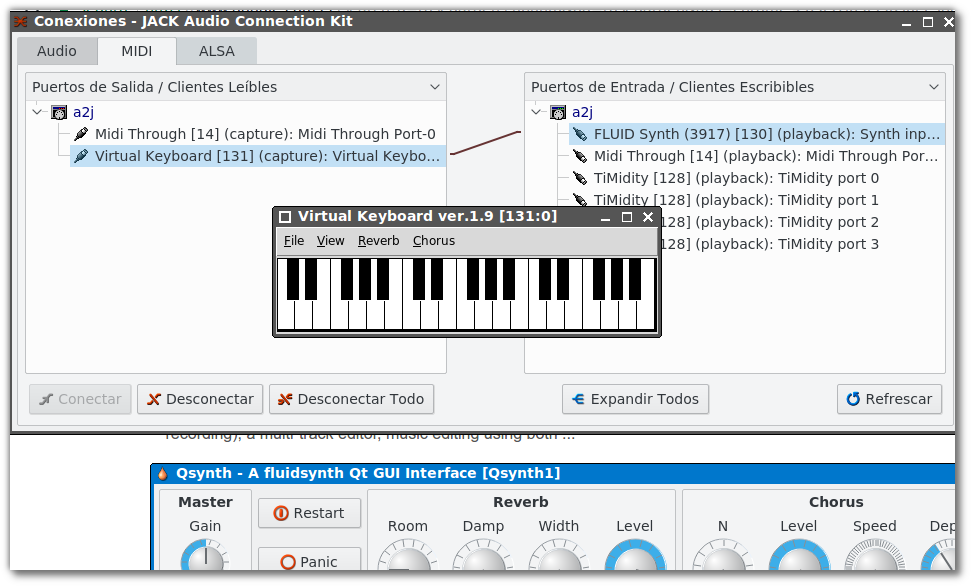 Conexiones - JACK Audio Connection Kit
Audio
MIDI
ALSA
Puertos de Salida / Clientes Leíbles
a2j
Midi Through [14] (capture): Midi Through Port-0
Virtual Keyboard [131] (capture): Virtual Keybo...
Puertos de Entrada / Clientes Escribibles
a2j
FLUID Synth (3917) [130] (playback): Synth inp...
Midi Through [14] (playback): Midi Through Por...
TiMidity [128] (playback): TiMidity port 0
TiMidity [128] (playback): TiMidity port 1
128] (playback): TiMidity port 2
128] (playback): TiMidity port 3
Virtual Keyboard ver.1.9 [131:0]
File View Reverb Chorus
Conectar
Desconectar
Desconectar Todo
Expandir Todos
Refrescar
recording), a multi track editor, music editing using both ...
Qsynth - A fluidsynth Qt GUI Interface [Qsynth1]
Master
Gain
Restart
Panic
Reverb
Room Damp Width Level
Chorus
N Level Speed Dep